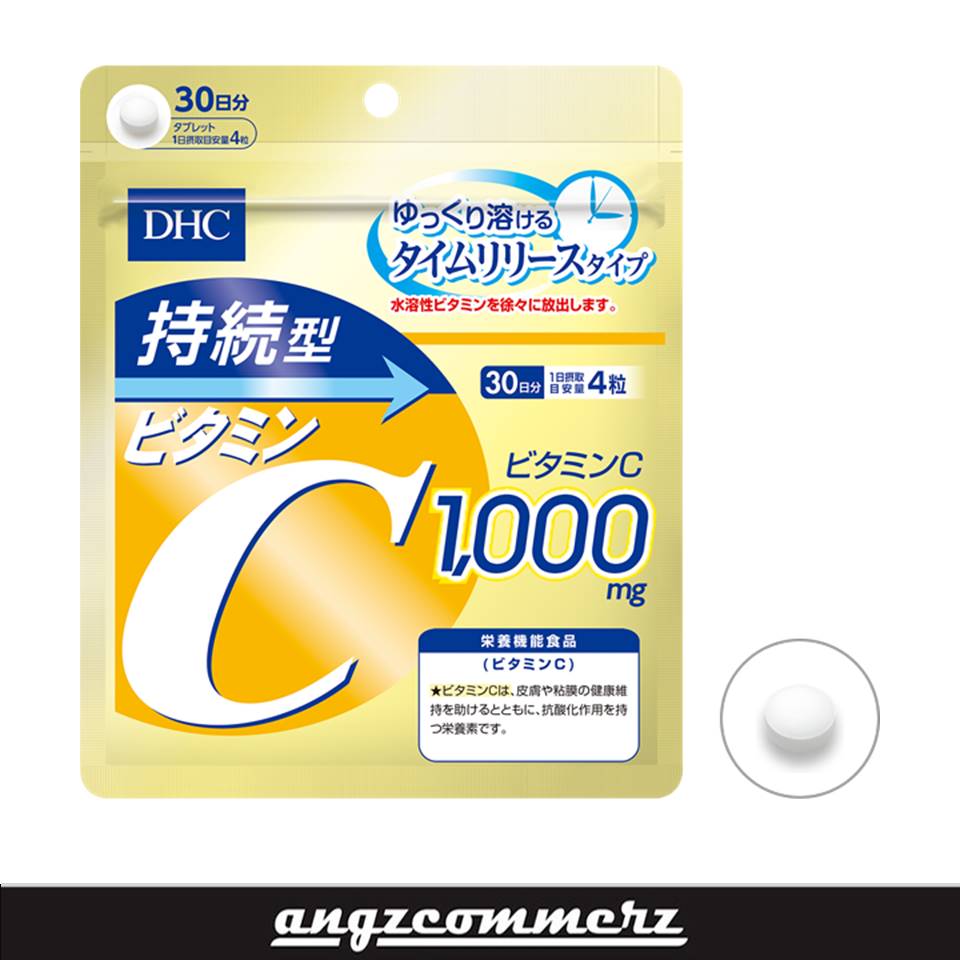 30日分
タブレット
1日摂取目安量4粒
DHC
ゆっくり溶ける
タイムリリースタイプ
水溶性ビタミンを徐々に放出します。
持続型
30日分 1日摂取目安量 4粒
ビタミン
C
ビタミンC
1,000
mg
栄養機能食品
(ビタミンC)
★ビタミンCは、皮膚や粘膜の健康維
持を助けるとともに、抗酸化作用を持
つ栄養素です。
angzcommerz